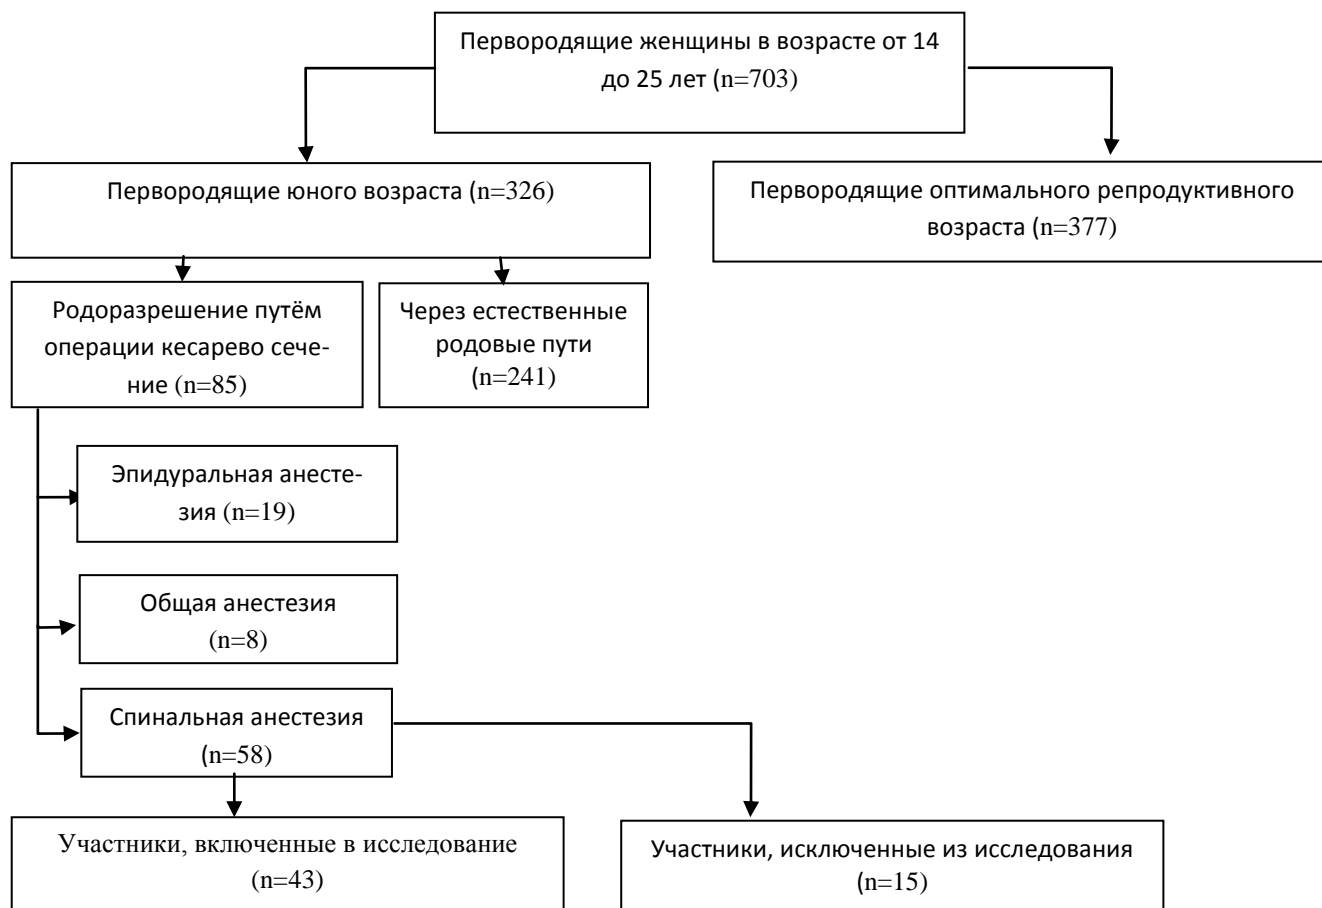 Первородящие женщины в возрасте от 14
до 25 лет (n=703)
Первородящие юного возраста (n=326)
Первородящие оптимального репродуктивного
возраста (n=377)
Родоразрешение путём
операции кесарево сече-
ние (n=85)
Через естественные
родовые пути
(n=241)
Эпидуральная анесте-
зия (n=19)
Общая анестезия
(n=8)
Спинальная анестезия
(n=58)
Участники, включенные в исследование
(n=43)
Участники, исключенные из исследования
(n=15)